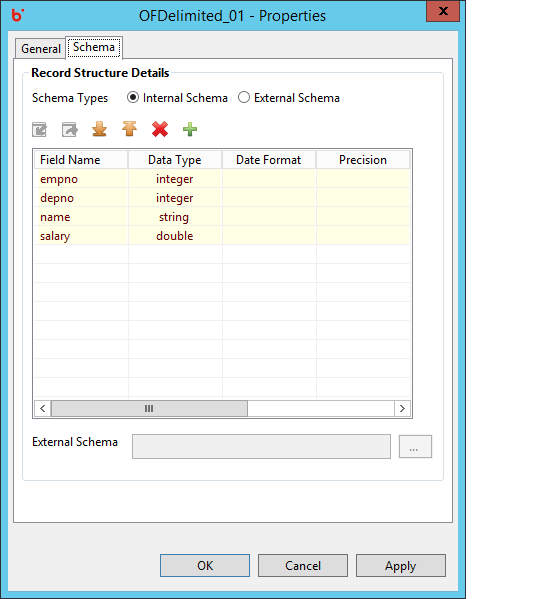 OFDelimited_01 - Properties
X
General Schema
Record Structure Details
Schema Types Internal Schema External Schema
Field Name Data Type Date Format Precision
empno integer
depno integer
name string
salary double
External Schema ...
OK Cancel Apply